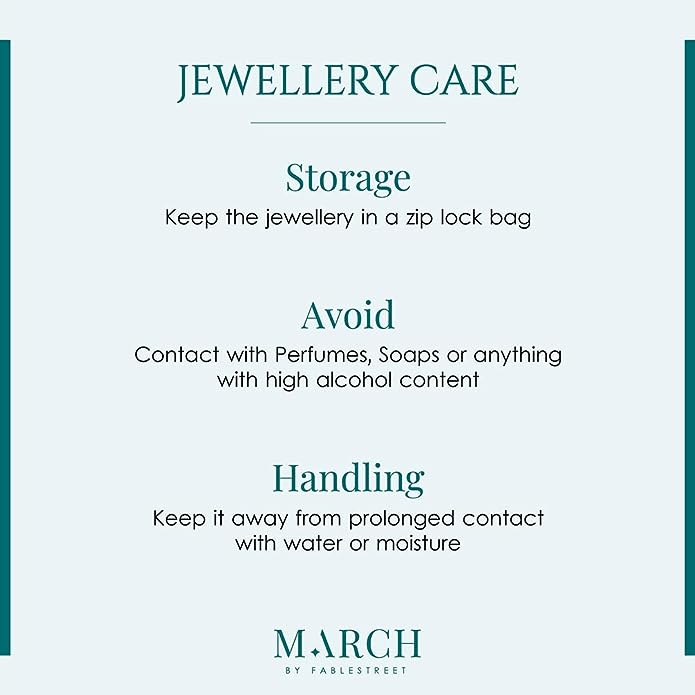 JEWELLERY CARE
Storage
Keep the jewellery in a zip lock bag
Avoid
Contact with Perfumes, Soaps or anything
with high alcohol content
Handling
Keep it away from prolonged contact
with water or moisture
MARCH
BY FABLESTREET